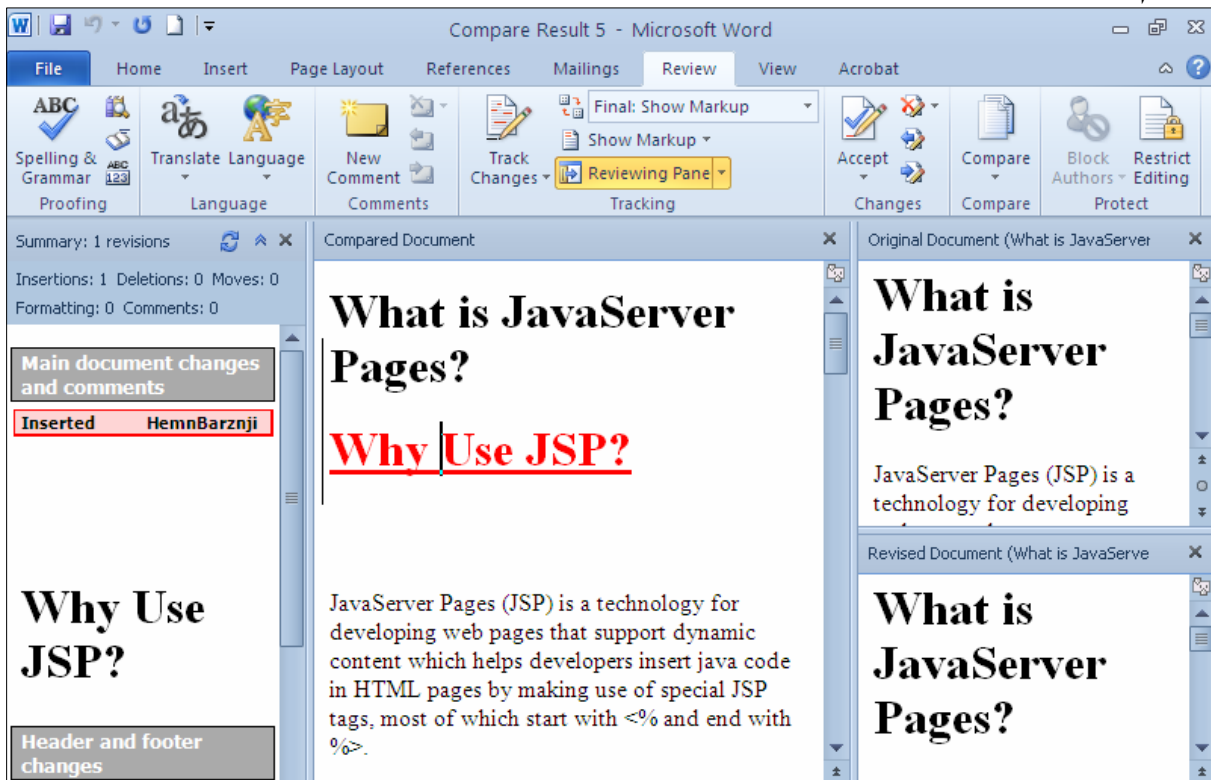 Compare Result 5 - Microsoft Word
File Home Insert Page Layout References Mailings Review View Acrobat
ABC
Spelling & Grammar
ABC
123
Proofing
Translate Language
Language
New Comment
Comments
Track Changes
Final: Show Markup
Show Markup
Reviewing Pane
Tracking
Accept
Changes
Compare
Compare
Block Authors
Restrict Editing
Protect
Summary: 1 revisions
Insertions: 1 Deletions: 0 Moves: 0
Formatting: 0 Comments: 0
Main document changes
and comments
Inserted HemnBarznji
Why Use
JSP?
Header and footer
changes
Compared Document
What is JavaServer
Pages?
Why Use JSP?
JavaServer Pages (JSP) is a technology for
developing web pages that support dynamic
content which helps developers insert java code
in HTML pages by making use of special JSP
tags, most of which start with <% and end with
%>.
Original Document (What is JavaServer
What is
JavaServer
Pages?
JavaServer Pages (JSP) is a
technology for developing
Revised Document (What is JavaServe
What is
JavaServer
Pages?